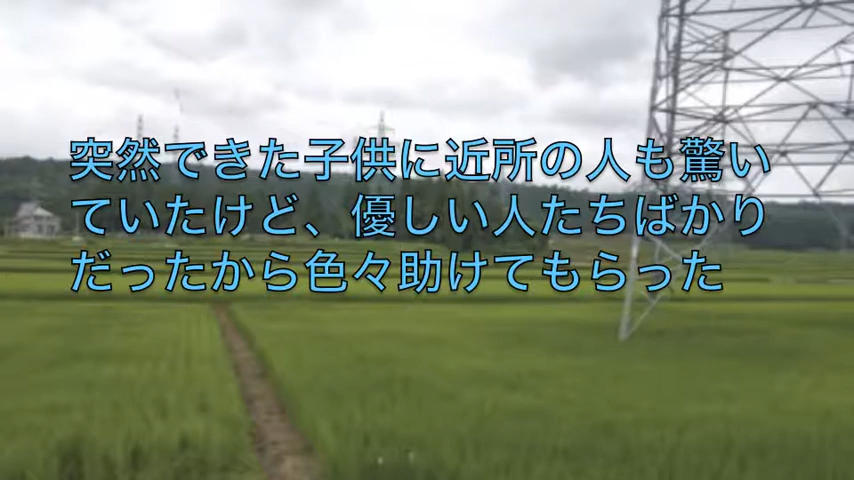 突然できた子供に近所の人も驚い
ていたけど、優しい人たちばかり
だったから色々助けてもらった